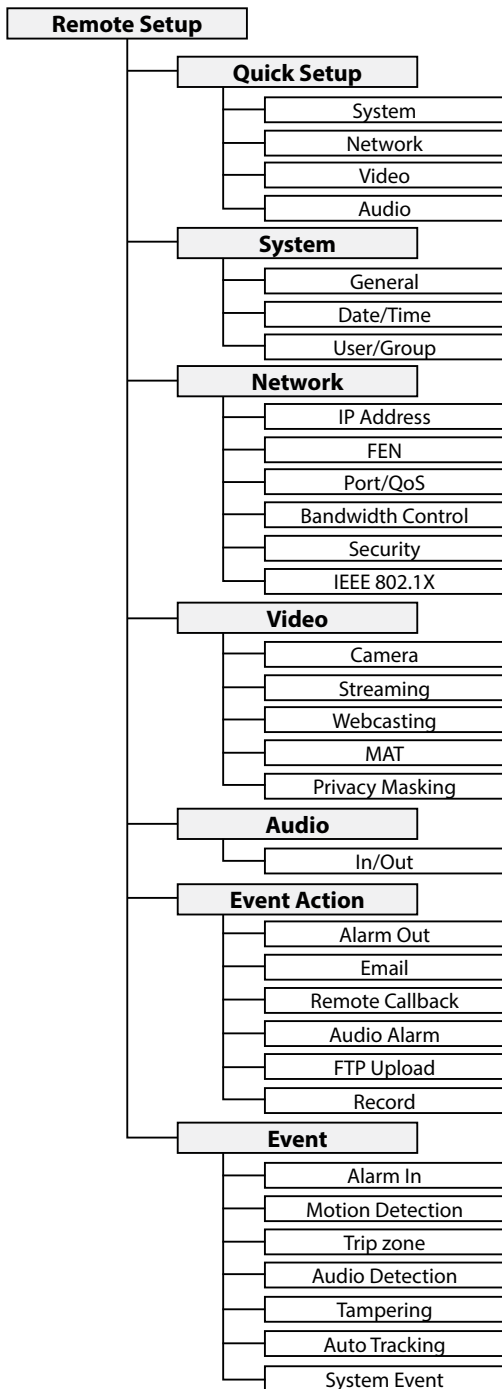 Remote Setup
Quick Setup
System
Network
Video
Audio
System
General
Date/Time
User/Group
Network
IP Address
FEN
Port/QoS
Bandwidth Control
Security
IEEE 802.1X
Video
Camera
Streaming
Webcasting
MAT
Privacy Masking
Audio
In/Out
Event Action
Alarm Out
Email
Remote Callback
Audio Alarm
FTP Upload
Record
Event
Alarm In
Motion Detection
Trip zone
Audio Detection
Tampering
Auto Tracking
System Event